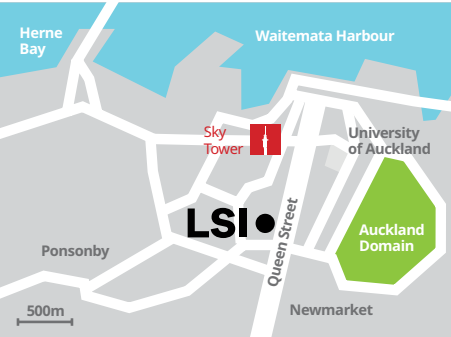 Herne
Bay
Waitemata Harbour
Sky
Tower
University
of Auckland
LSI
Queen Street
Auckland
Domain
Ponsonby
Newmarket
500m